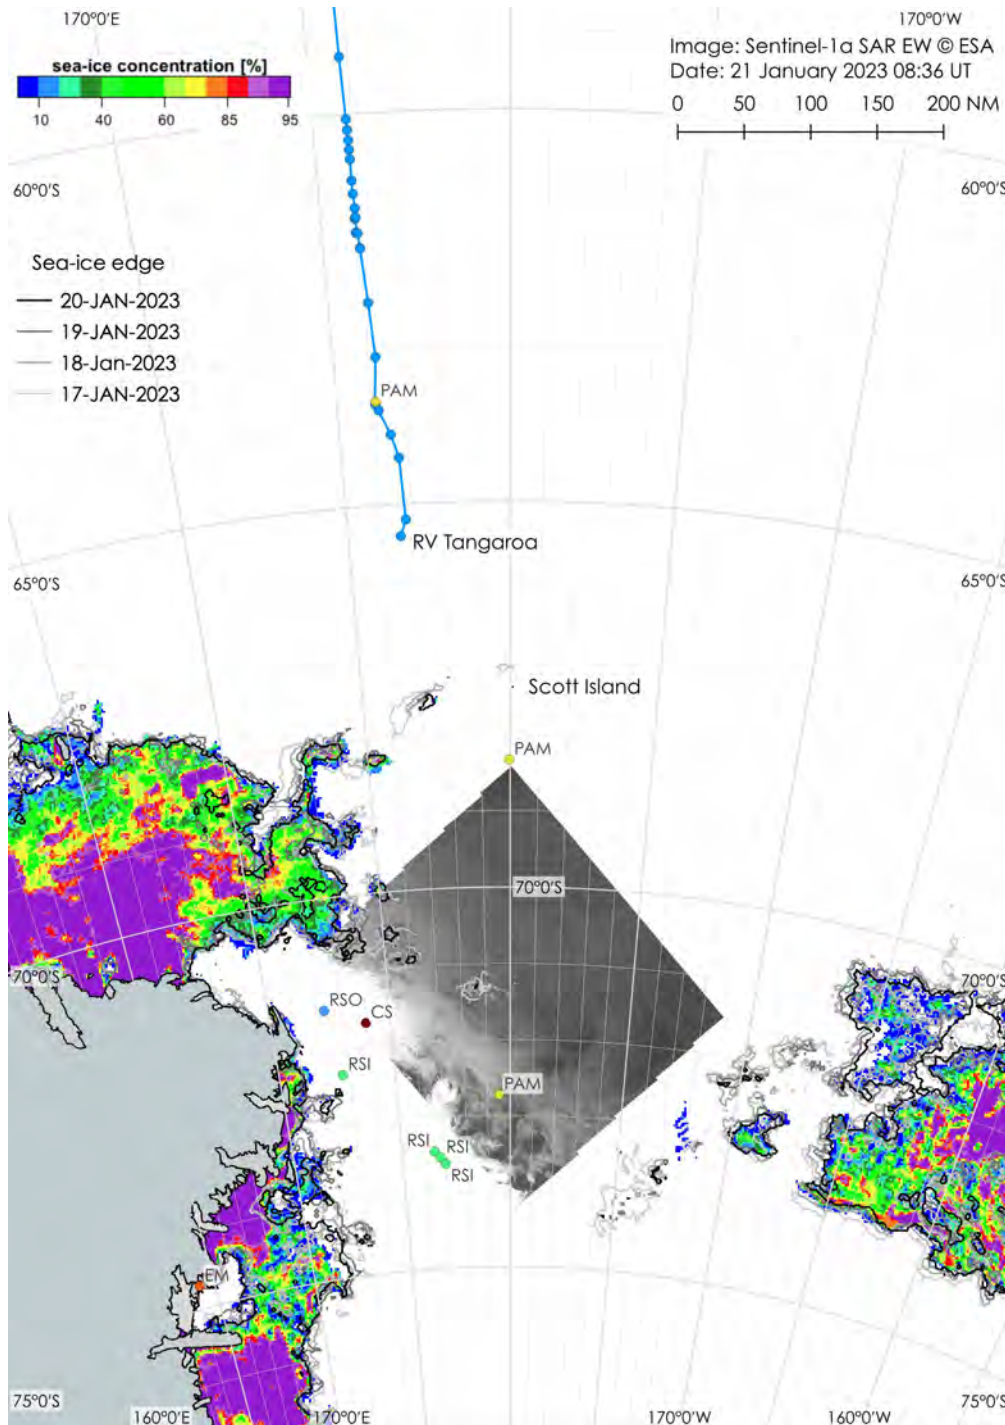 170°0'E
170°0'W
Image: Sentinel-1a SAR EW © ESA
Date: 21 January 2023 08:36 UT
sea-ice concentration [%]
10 40 60 85 95
0 50 100 150 200 NM
60°0'S
60°0'S
Sea-ice edge
20-JAN-2023
19-JAN-2023
18-Jan-2023
17-JAN-2023
PAM
RV Tangaroa
65°0'S
65°0'S
Scott Island
PAM
70°0'S
70°0'S
70°0'S
RSO
CS
RSI
PAM
RSI
RSI
RSI
EM
75°0'S
75°0'S
160°0'E
170°0'E
170°0'W
160°0'W